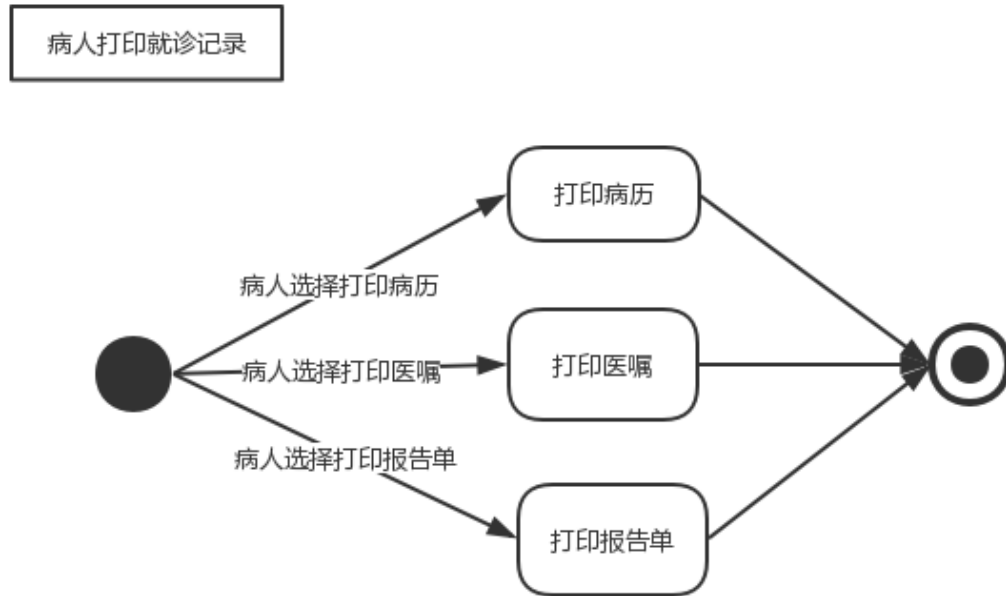 病人打印就诊记录
打印病历
病人选择打印病历
病人选择打印医嘱
打印医嘱
病人选择打印报告单
打印报告单